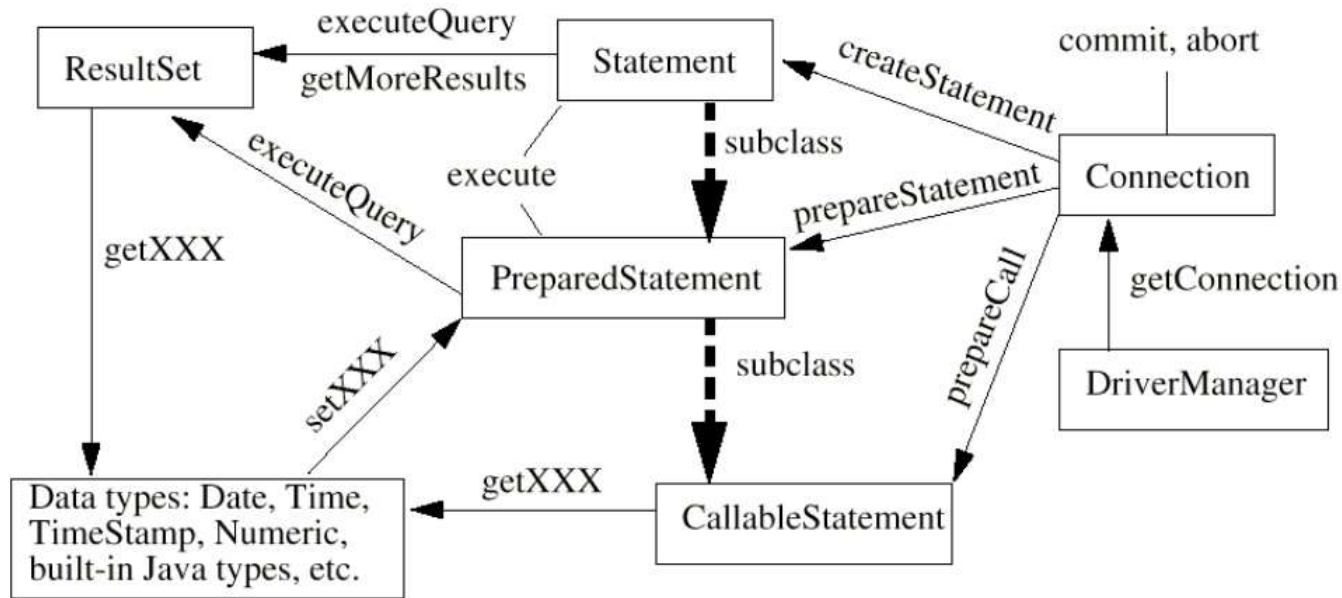 executeQuery
ResultSet
Statement
commit, abort
getMoreResults
createStatement
executeQuery
subclass
execute
prepareStatement
Connection
getXXX
PreparedStatement
getConnection
prepareCall
setXXX
subclass
DriverManager
getXXX
Data types: Date, Time,
TimeStamp, Numeric,
built-in Java types, etc.
CallableStatement